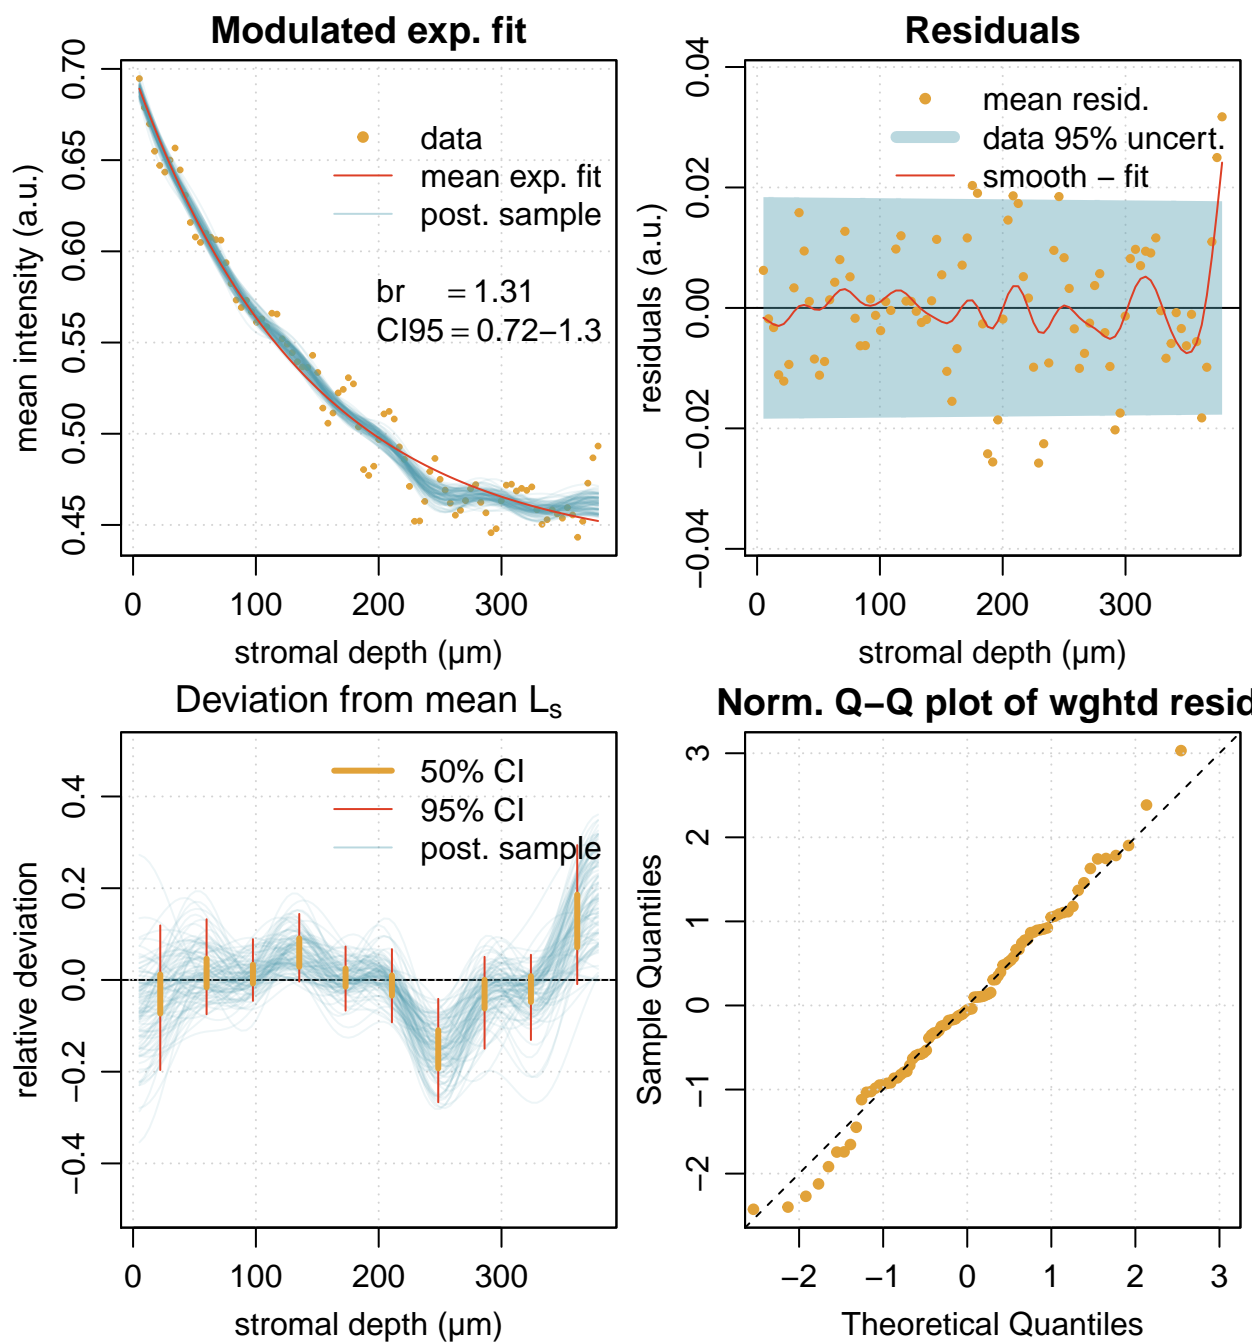 Modulated exp. fit
mean intensity (a.u.)
0.70
0.65
0.60
0.55
0.50
0.45
data
mean exp. fit
post. sample
br = 1.31
CI95 = 0.72−1.3
0 100 200 300
stromal depth (µm)
Residuals
residuals (a.u.)
0.04
0.02
0.00
−0.02
−0.04
mean resid.
data 95% uncert.
smooth − fit
0 100 200 300
stromal depth (µm)
Deviation from mean Ls
relative deviation
0.4
0.2
0.0
−0.2
−0.4
50% CI
95% CI
post. sample
0 100 200 300
stromal depth (µm)
Norm. Q−Q plot of wghtd resid
Sample Quantiles
3
2
1
0
−1
−2
−2 −1 0 1 2 3
Theoretical Quantiles